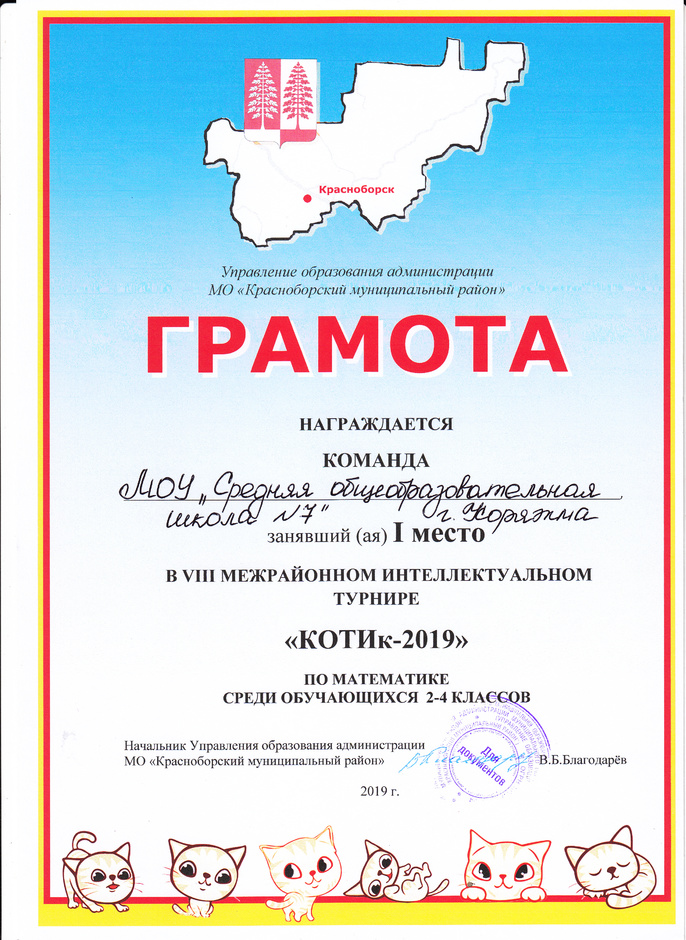 Красноборск
Управление образования администрации
МО «Красноборский муниципальный район»
ГРАМОТА
НАГРАЖДАЕТСЯ
КОМАНДА
МОУ „Средняя общеобразовательная
школа №7" г. Коряжма
занявший (ая) I место
В VIII МЕЖРАЙОННОМ ИНТЕЛЛЕКТУАЛЬНОМ
ТУРНИРЕ
«КОТИк-2019»
ПО МАТЕМАТИКЕ
СРЕДИ ОБУЧАЮЩИХСЯ 2-4 КЛАССОВ
Начальник Управления образования администрации
МО «Красноборский муниципальный район» В.Б.Благодарёв
Для
документов
2019 г.